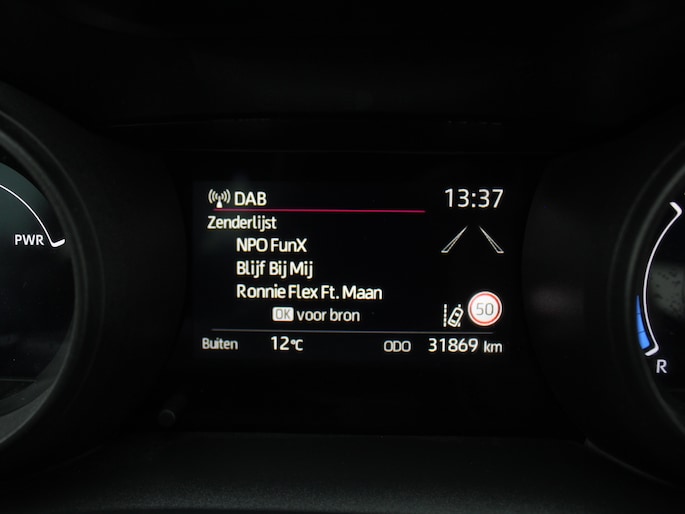 DAB 13:37
Zenderlijst
PWR NPO FunX
Blijf Bij Mij
Ronnie Flex Ft. Maan
OK voor bron 50
Buiten 12°C ODO 31869 km
R